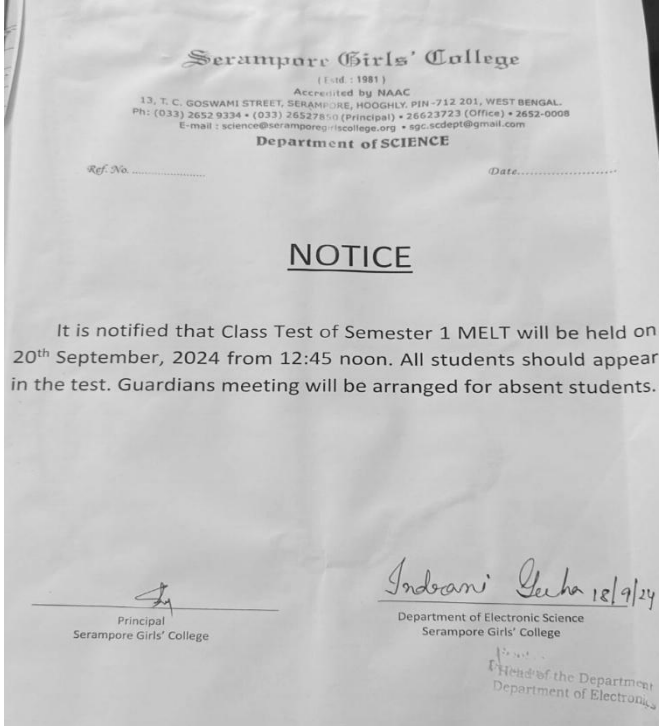 Serampore Girls' College
(Estd. : 1981)
Accredited by NAAC
13, T. C. GOSWAMI STREET, SERAMPORE, HOOGHLY. PIN-712 201, WEST BENGAL.
Ph: (033) 2652 9334 • (033) 26527850 (Principal) • 26623723 (Office) • 2652-0008
E-mail : science@seramporegirlscollege.org • sgc.scdept@gmail.com
Department of SCIENCE
Ref. No. ........................ Date........................
NOTICE
It is notified that Class Test of Semester 1 MELT will be held on
20th September, 2024 from 12:45 noon. All students should appear
in the test. Guardians meeting will be arranged for absent students.
Indrani 18/9/24
Principal
Serampore Girls' College
Department of Electronic Science
Serampore Girls' College
Head of the Department
Department of Electronics